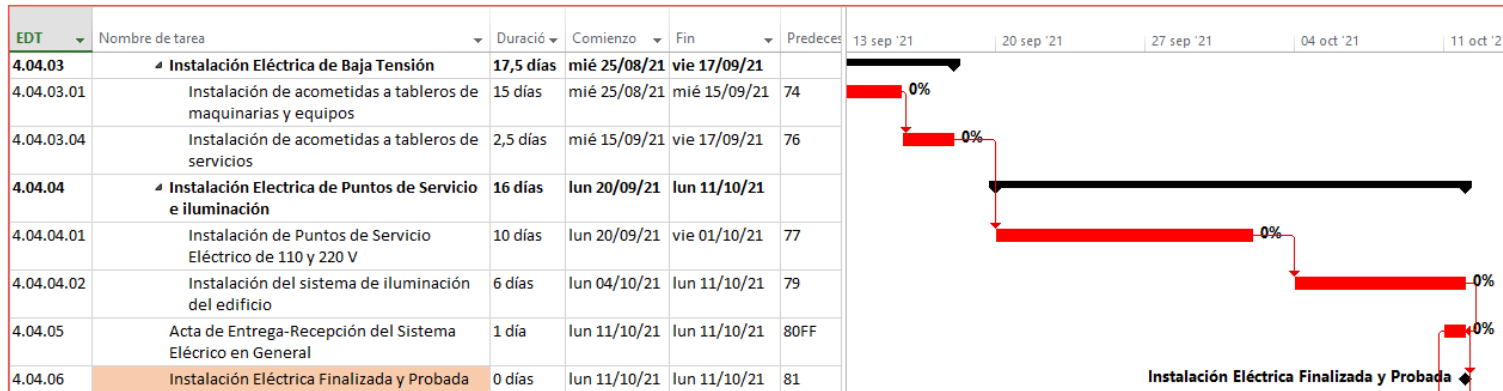 EDT Nombre de tarea Duració Comienzo Fin Predeces 13 sep '21 20 sep '21 27 sep '21 04 oct '21 11 oct '2
4.04.03 Instalación Eléctrica de Baja Tensión 17,5 días mié 25/08/21 vie 17/09/21
4.04.03.01 Instalación de acometidas a tableros de 15 días mié 25/08/21 mié 15/09/21 74 0%
maquinarias y equipos
4.04.03.04 Instalación de acometidas a tableros de 2,5 días mié 15/09/21 vie 17/09/21 76 0%
servicios
4.04.04 Instalación Electrica de Puntos de Servicio 16 días lun 20/09/21 lun 11/10/21
e iluminación
4.04.04.01 Instalación de Puntos de Servicio 10 días lun 20/09/21 vie 01/10/21 77 0%
Eléctrico de 110 y 220 V
4.04.04.02 Instalación del sistema de iluminación 6 días lun 04/10/21 lun 11/10/21 79 0%
del edificio
4.04.05 Acta de Entrega-Recepción del Sistema 1 día lun 11/10/21 lun 11/10/21 80FF 0%
Elécrico en General
4.04.06 Instalación Eléctrica Finalizada y Probada 0 días lun 11/10/21 lun 11/10/21 81 Instalación Eléctrica Finalizada y Probada